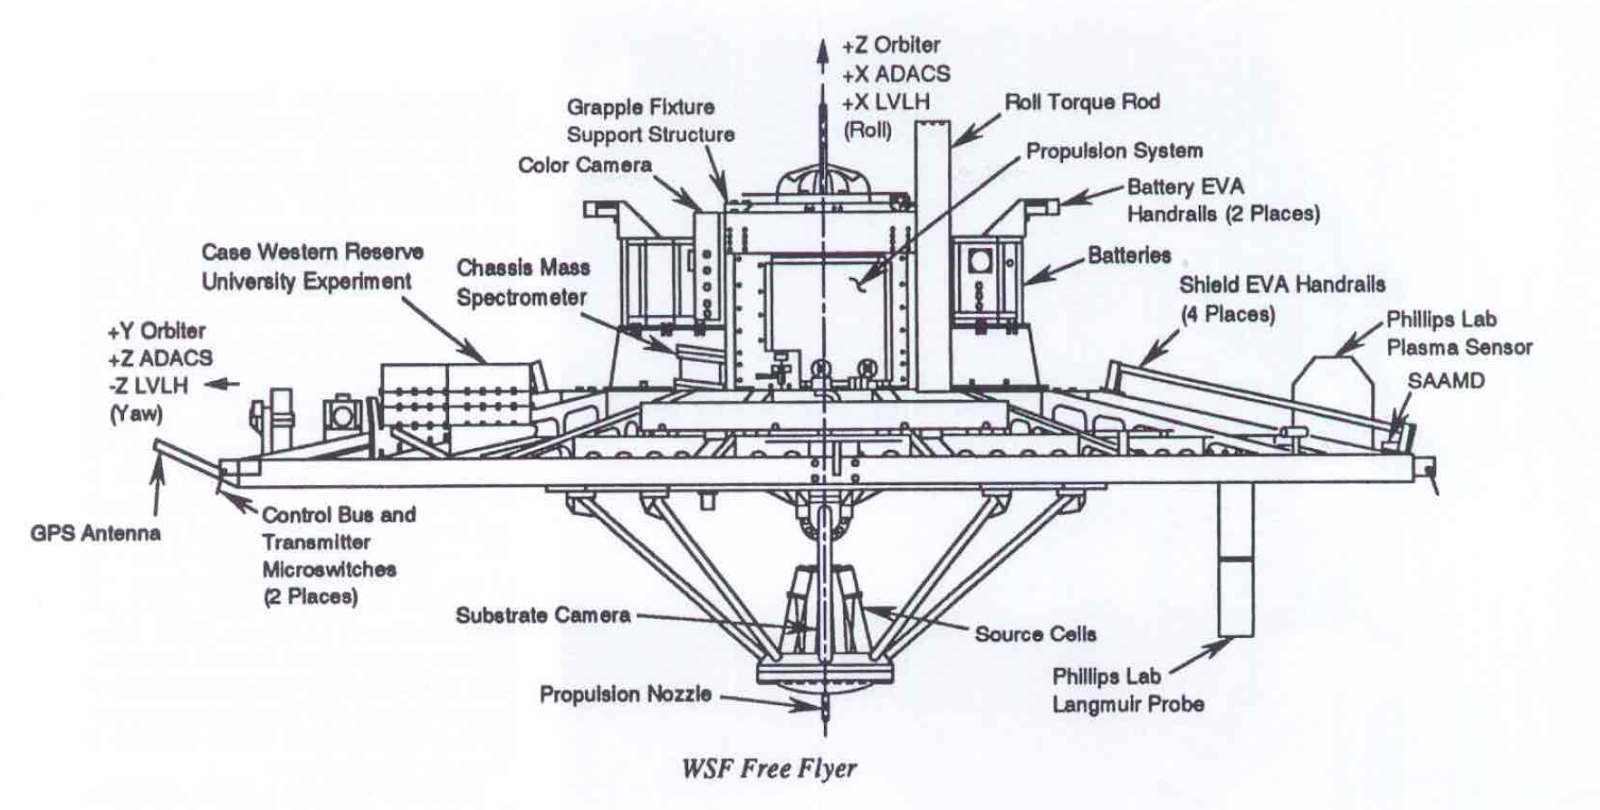 +Z Orbiter
+X ADACS
+X LVLH
(Roll)
Roll Torque Rod
Grapple Fixture
Support Structure
Color Camera
Propulsion System
Battery EVA
Handrails (2 Places)
Case Western Reserve
University Experiment
Chassis Mass
Spectrometer
Batteries
Shield EVA Handrails
(4 Places)
Phillips Lab
Plasma Sensor
SAAMD
+Y Orbiter
+Z ADACS
-Z LVLH
(Yaw)
GPS Antenna
Control Bus and
Transmitter
Microswitches
(2 Places)
Substrate Camera
Source Cells
Propulsion Nozzle
Phillips Lab
Langmuir Probe
WSF Free Flyer